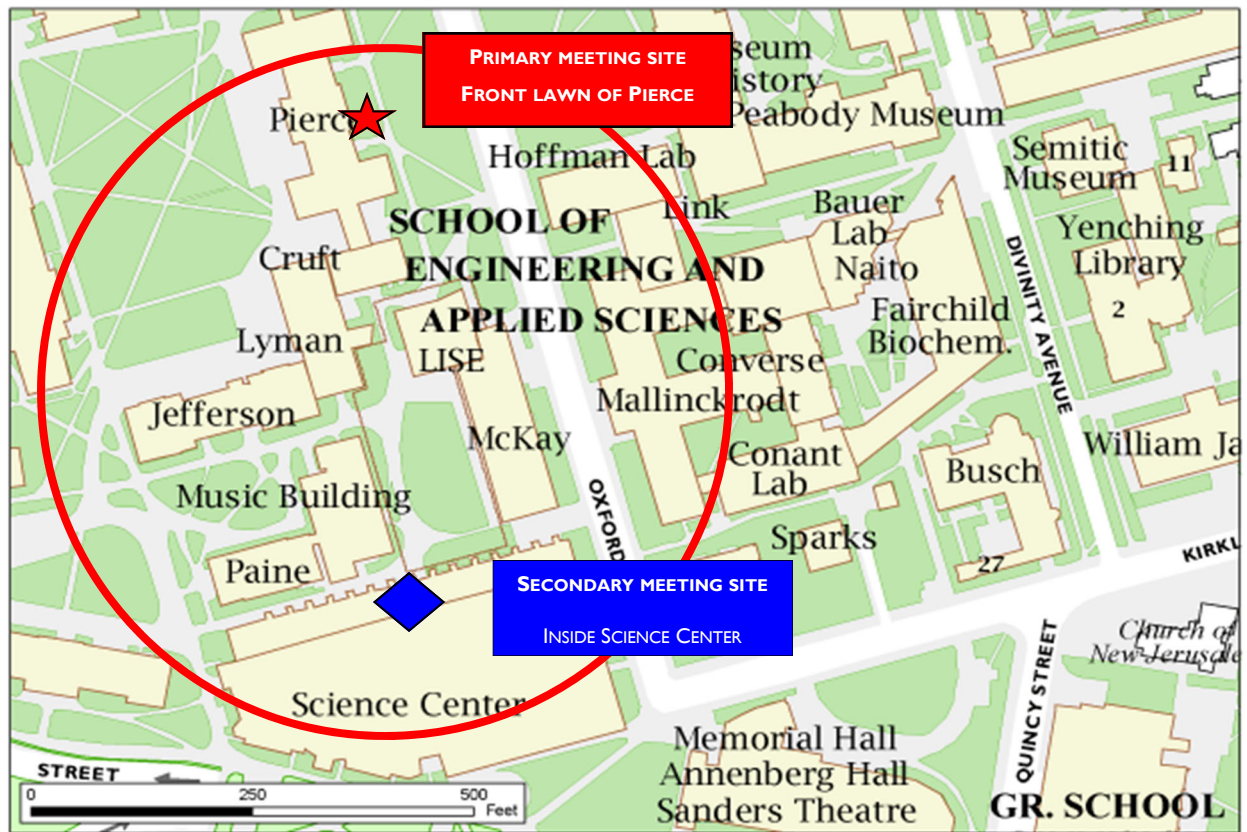 PRIMARY MEETING SITE
FRONT LAWN OF PIERCE
seum
istory
Peabody Museum
Pierce
Hoffman Lab
Link
Semitic
Museum
11
Bauer
Lab
Naito
Yenching
Library
2
SCHOOL OF
ENGINEERING AND
APPLIED SCIENCES
Cruft
Lyman
LISE
Fairchild
Biochem.
DIVINITY AVENUE
Converse
Mallinckrodt
Jefferson
McKay
Conant
Lab
Busch
William Ja
Music Building
OXFORD
Sparks
Paine
27
KIRKL
SECONDARY MEETING SITE
INSIDE SCIENCE CENTER
Church of
New Jerusale
QUINCY STREET
Science Center
Memorial Hall
Annenberg Hall
Sanders Theatre
GR. SCHOOL
STREET
0 250 500
Feet